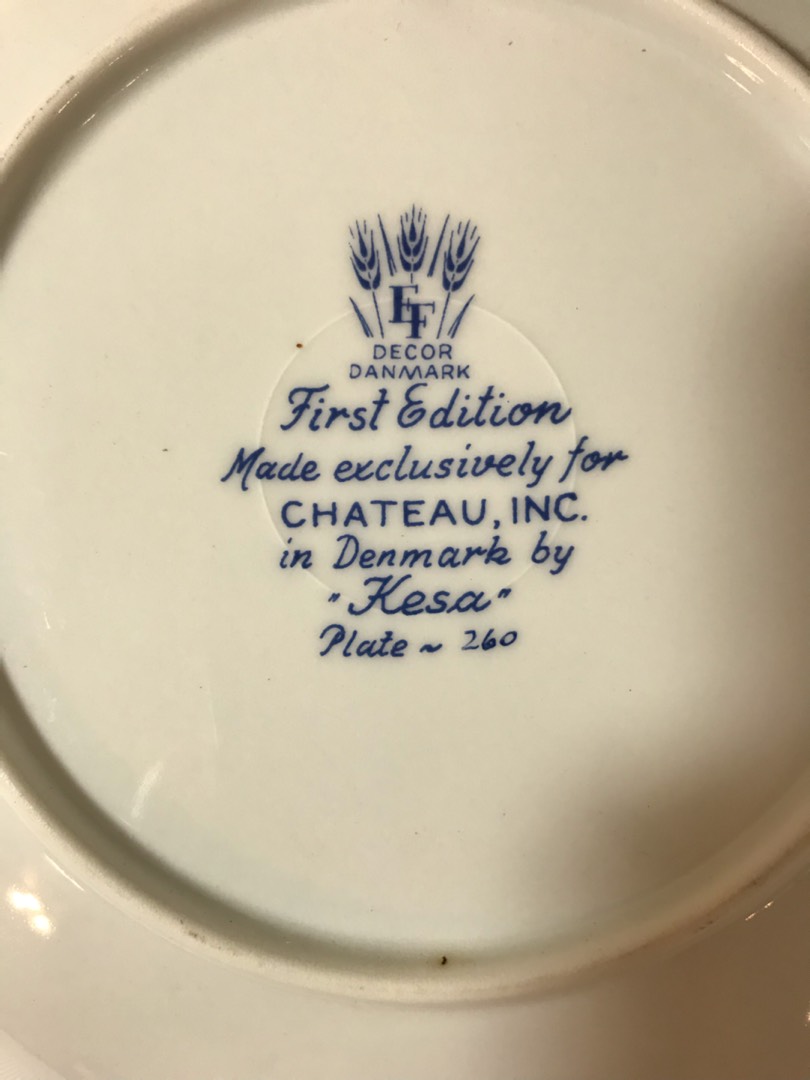 EF
DECOR
DANMARK
First Edition
Made exclusively for
CHATEAU, INC.
in Denmark by
"Kesa"
Plate ~ 260